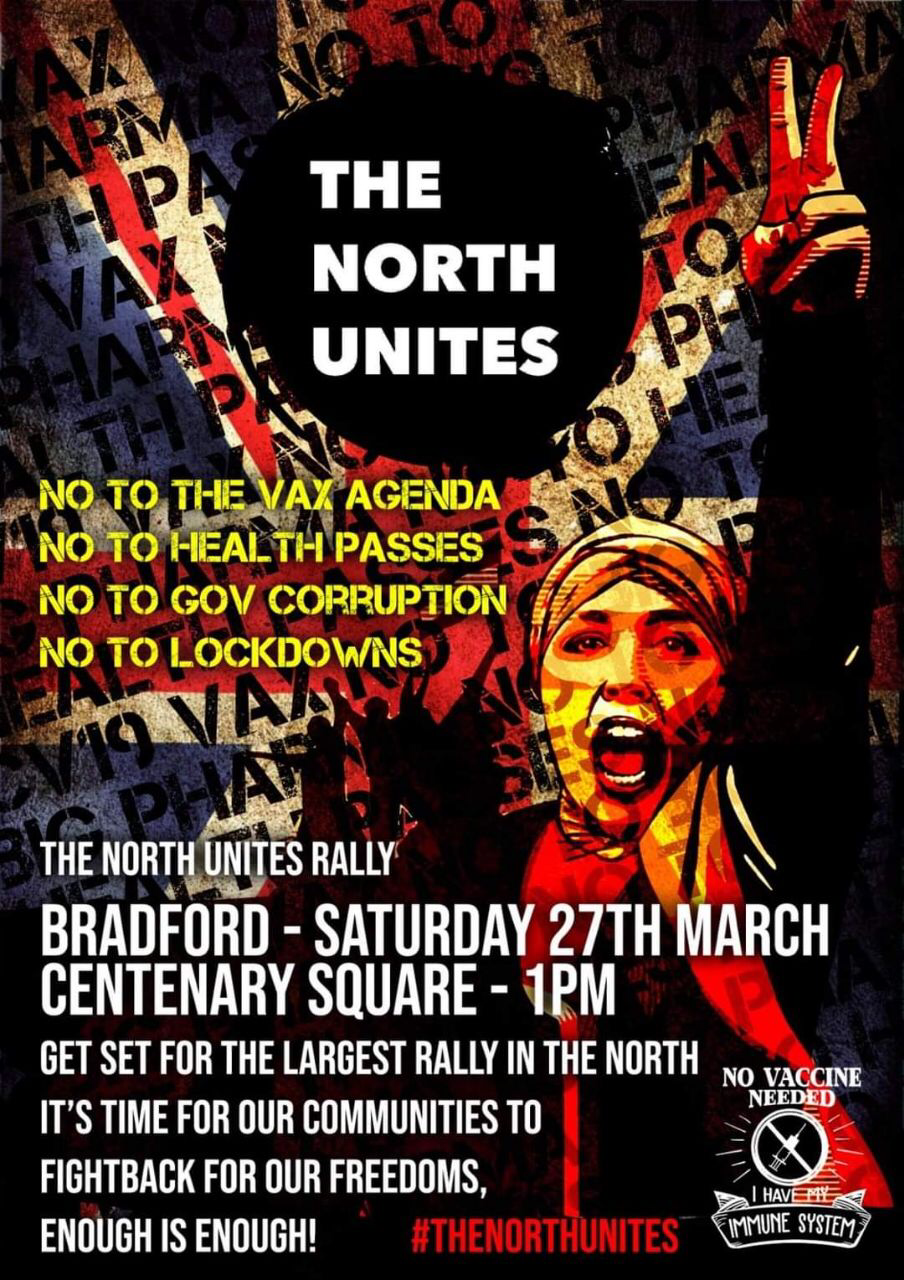 THE
NORTH
UNITES
NO TO THE VAX AGENDA
NO TO HEALTH PASSES
NO TO GOV CORRUPTION
NO TO LOCKDOWNS
THE NORTH UNITES RALLY
BRADFORD - SATURDAY 27TH MARCH
CENTENARY SQUARE - 1PM
GET SET FOR THE LARGEST RALLY IN THE NORTH
IT'S TIME FOR OUR COMMUNITIES TO
FIGHTBACK FOR OUR FREEDOMS,
ENOUGH IS ENOUGH!
#THENORTHUNITES
NO VACCINE
NEEDED
I HAVE MY
IMMUNE SYSTEM